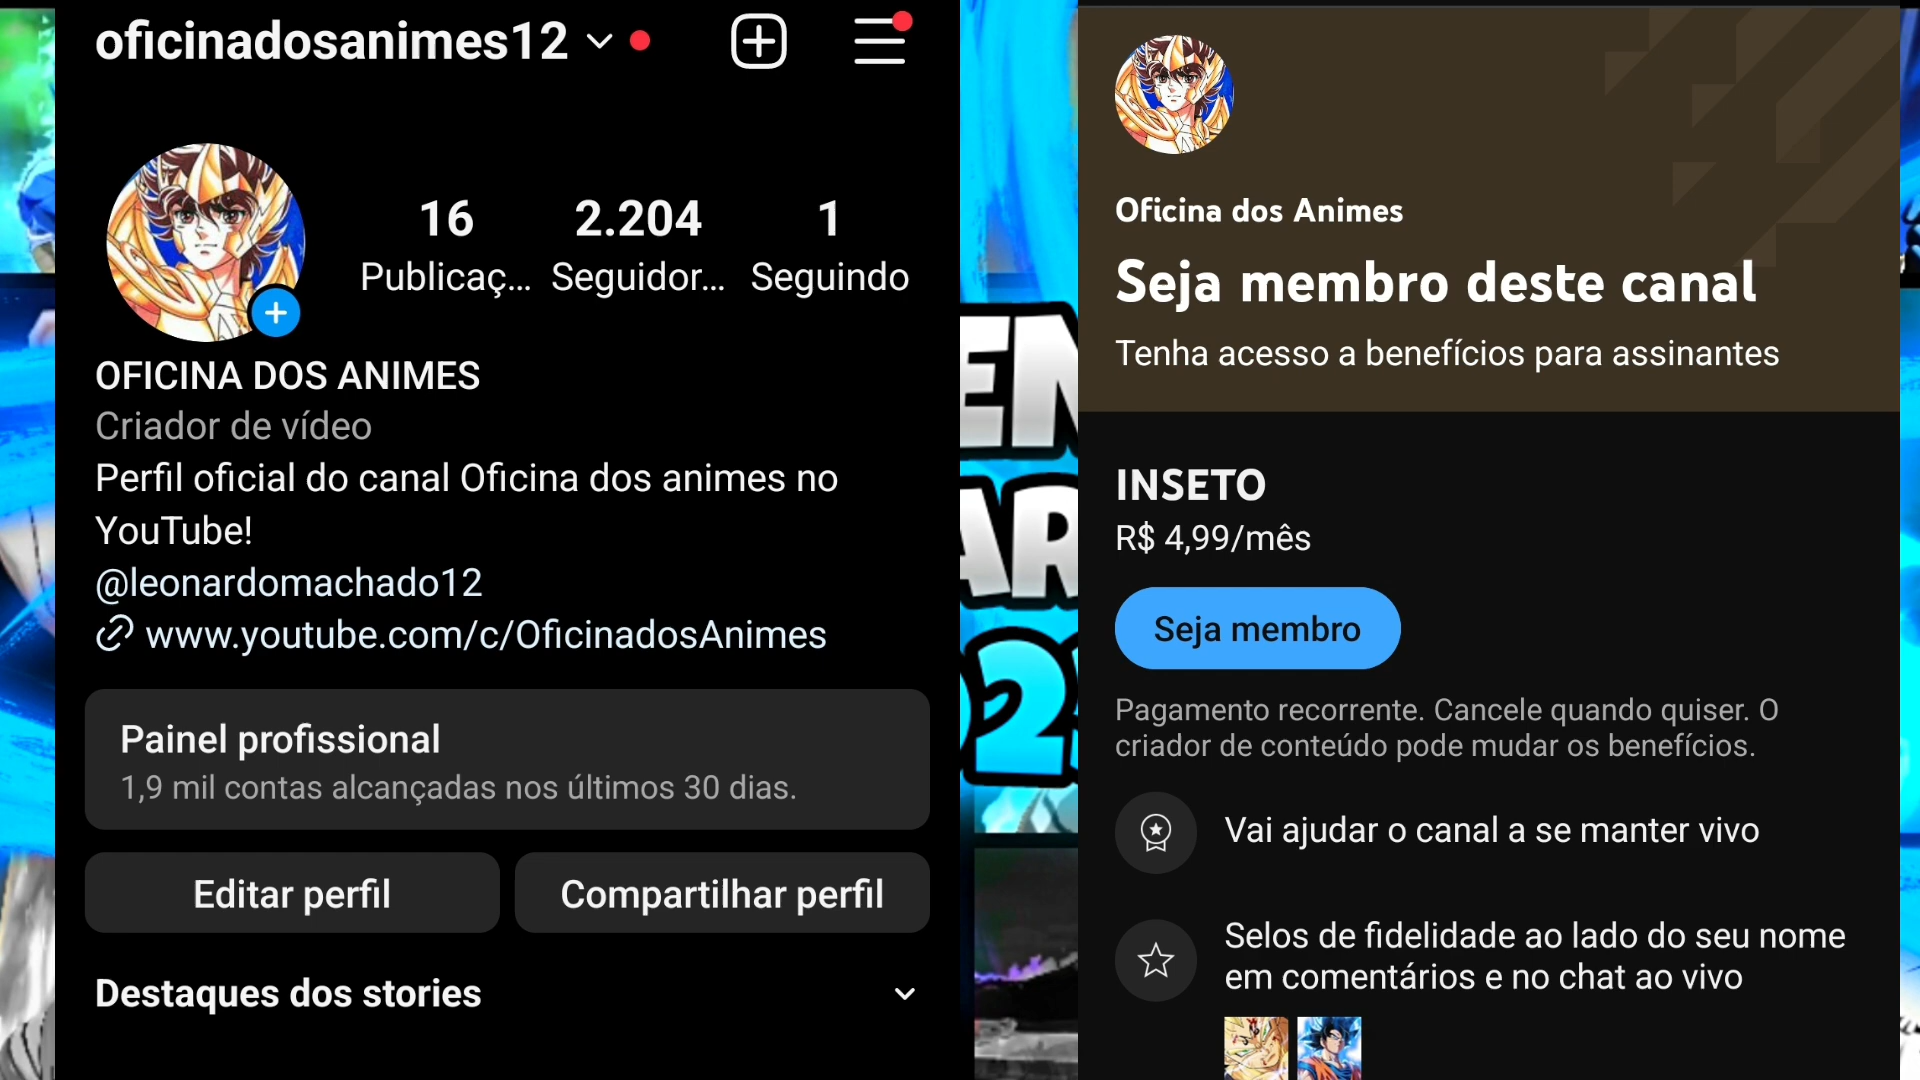 oficinadosanimes12
16
2.204
1
Publicaç...
Seguidor...
Seguindo
OFICINA DOS ANIMES
Criador de vídeo
Perfil oficial do canal Oficina dos animes no
YouTube!
@leonardomachado12
www.youtube.com/c/OficinadosAnimes
Painel profissional
1,9 mil contas alcançadas nos últimos 30 dias.
Editar perfil
Compartilhar perfil
Destaques dos stories
EN
AR
02
Oficina dos Animes
Seja membro deste canal
Tenha acesso a benefícios para assinantes
INSETO
R$ 4,99/mês
Seja membro
Pagamento recorrente. Cancele quando quiser. O
criador de conteúdo pode mudar os benefícios.
Vai ajudar o canal a se manter vivo
Selos de fidelidade ao lado do seu nome
em comentários e no chat ao vivo